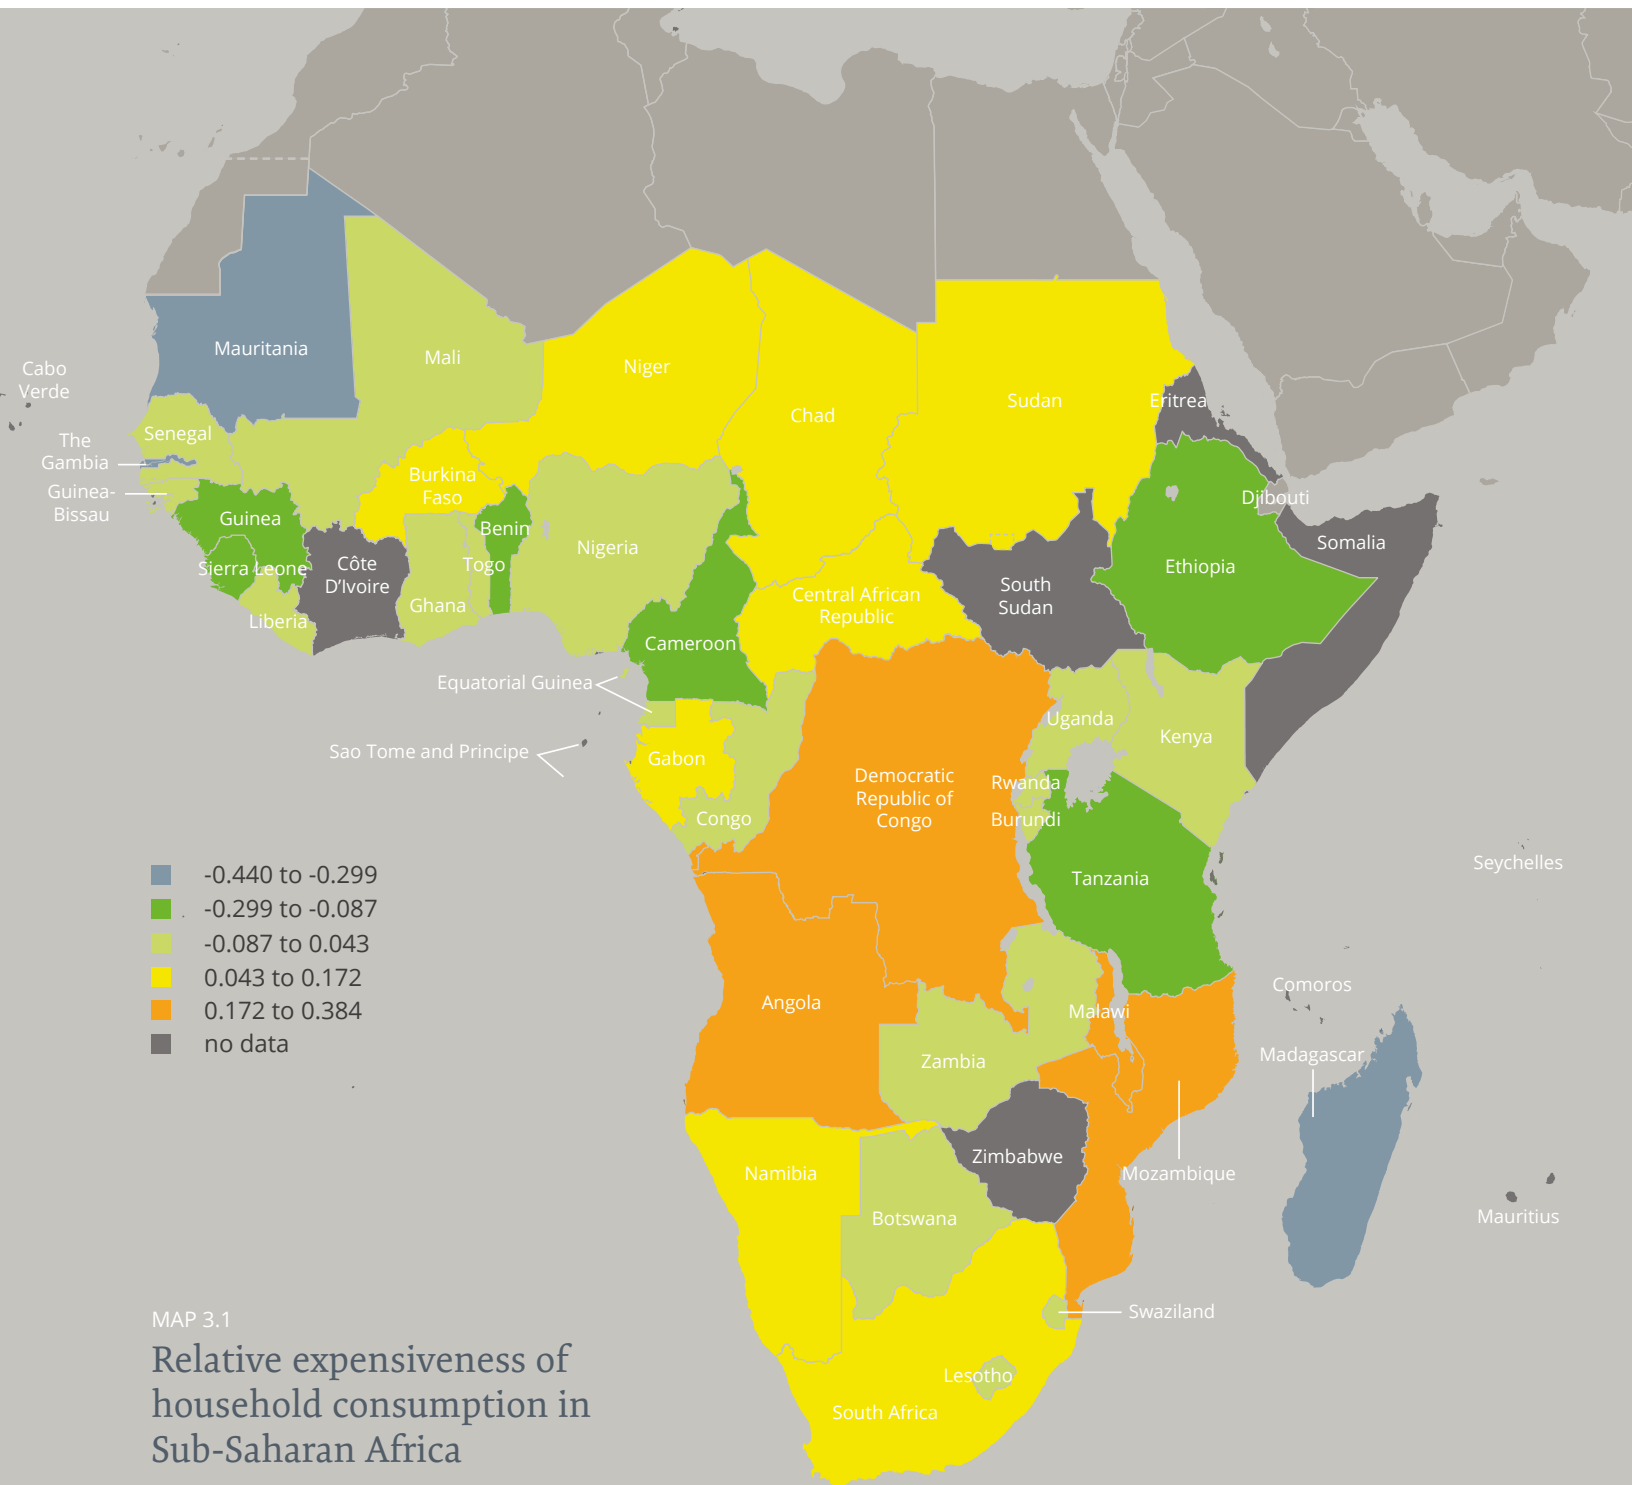 Mauritania
Mali
Niger
Chad
Sudan
Eritrea
Cabo
Verde
Senegal
The
Gambia
Guinea-
Bissau
Burkina
Faso
Guinea
Benin
Djibouti
Sierra Leone
Côte
D’Ivoire
Togo
Nigeria
Somalia
Ethiopia
Ghana
Liberia
Central African
Republic
South
Sudan
Cameroon
Equatorial Guinea
Uganda
Kenya
Sao Tome and Principe
Gabon
Democratic
Republic of
Congo
Rwanda
Burundi
Congo
Seychelles
Tanzania
-0.440 to -0.299
-0.299 to -0.087
-0.087 to 0.043
0.043 to 0.172
0.172 to 0.384
no data
Angola
Malawi
Comoros
Zambia
Madagascar
Zimbabwe
Namibia
Mozambique
Botswana
Mauritius
Swaziland
Lesotho
South Africa
MAP 3.1
Relative expensiveness of
household consumption in
Sub-Saharan Africa